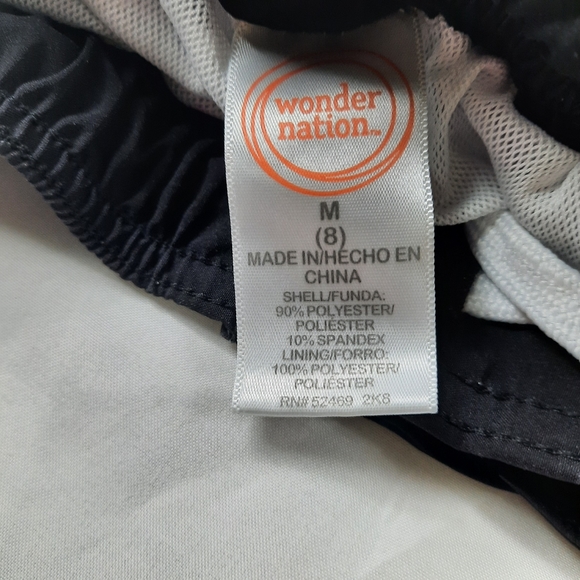 wonder
nation™
M
(8)
MADE IN/HECHO EN
CHINA
SHELL/FUNDA:
90% POLYESTER/
POLIÉSTER
10% SPANDEX
LINING/FORRO:
100% POLYESTER/
POLIÉSTER
RN# 52469 2K8